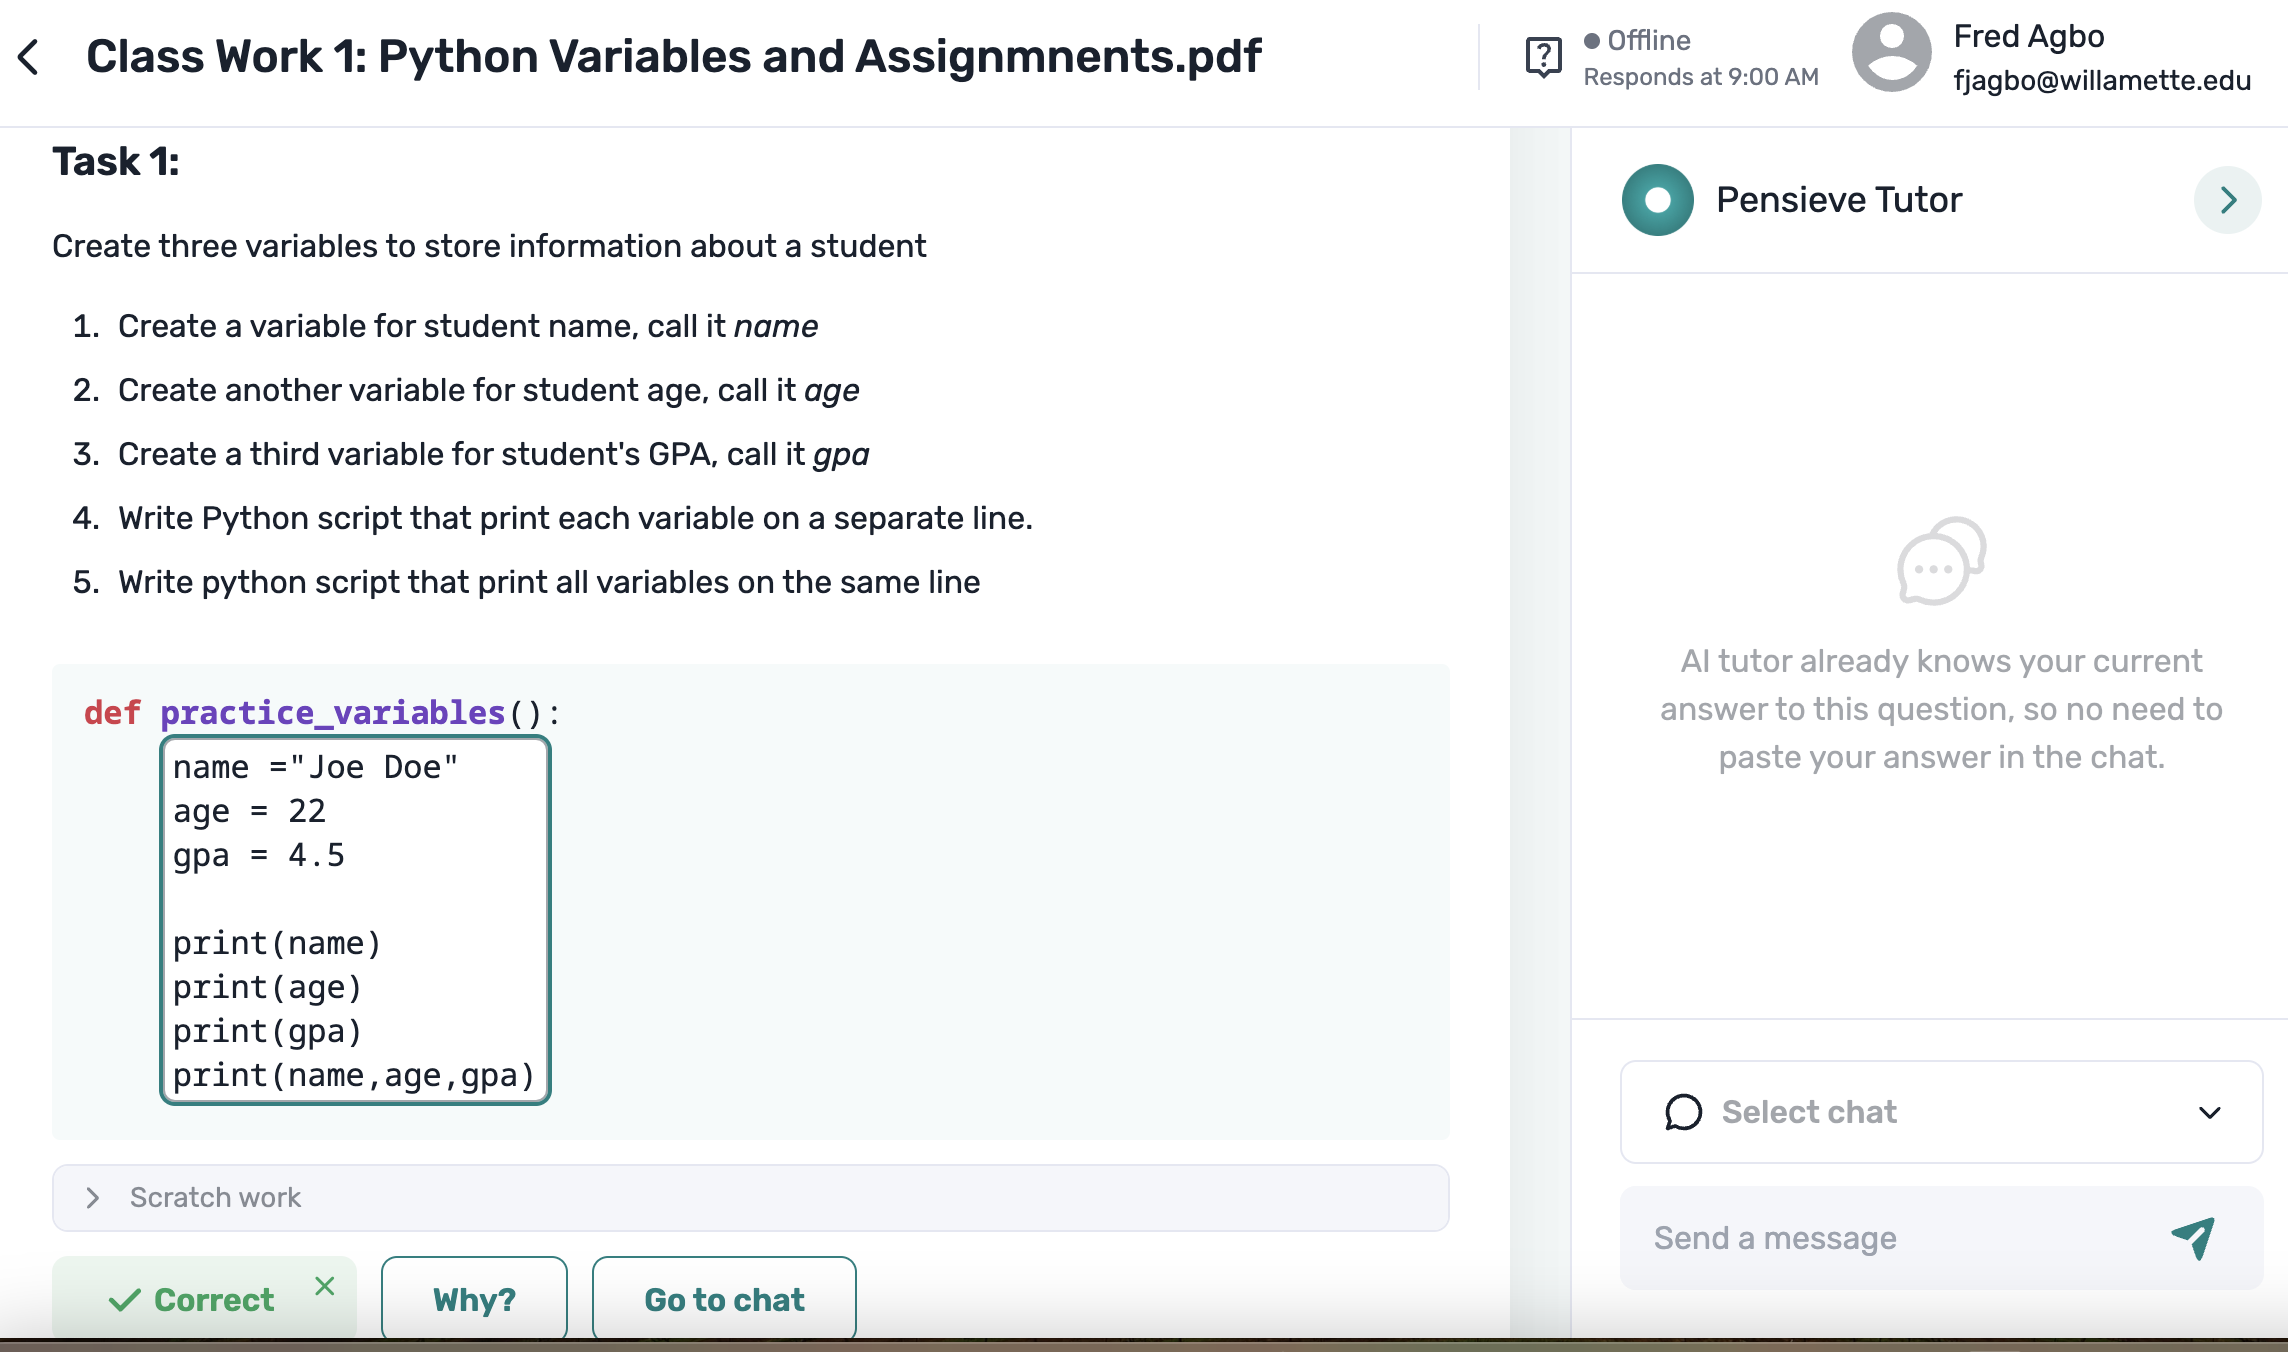 Class Work 1: Python Variables and Assignmnents.pdf
Offline
Responds at 9:00 AM
Fred Agbo
fjagbo@willamette.edu
Task 1:
Create three variables to store information about a student
1. Create a variable for student name, call it name
2. Create another variable for student age, call it age
3. Create a third variable for student's GPA, call it gpa
4. Write Python script that print each variable on a separate line.
5. Write python script that print all variables on the same line
def practice_variables():
name ="Joe Doe"
age = 22
gpa = 4.5
print(name)
print(age)
print(gpa)
print(name,age,gpa)
Scratch work
Correct
Why?
Go to chat
Pensieve Tutor
AI tutor already knows your current
answer to this question, so no need to
paste your answer in the chat.
Select chat
Send a message